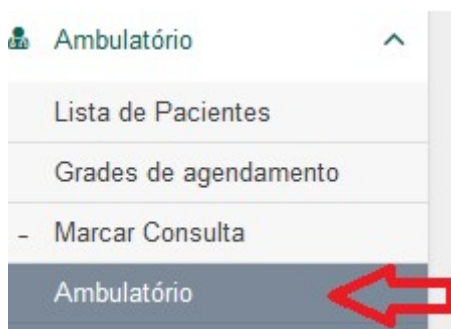 Ambulatório
Lista de Pacientes
Grades de agendamento
- Marcar Consulta
Ambulatório